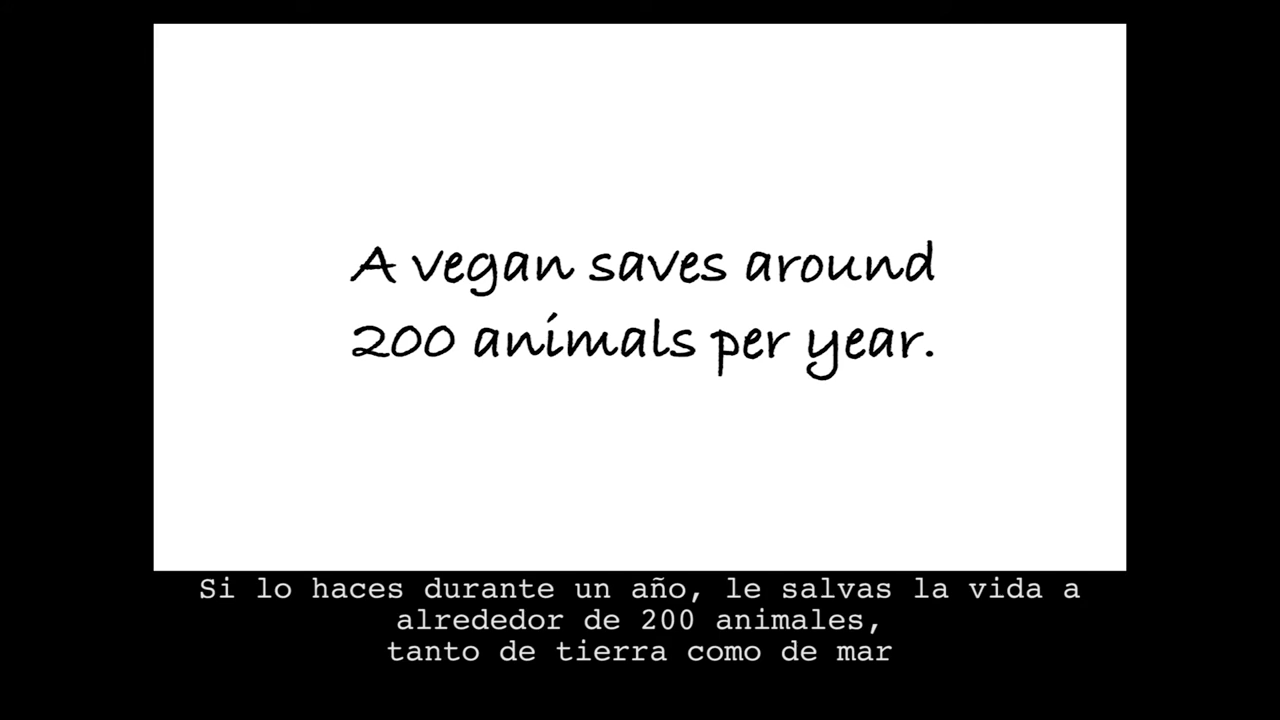 A vegan saves around
200 animals per year.
Si lo haces durante un año, le salvas la vida a
alrededor de 200 animales,
tanto de tierra como de mar